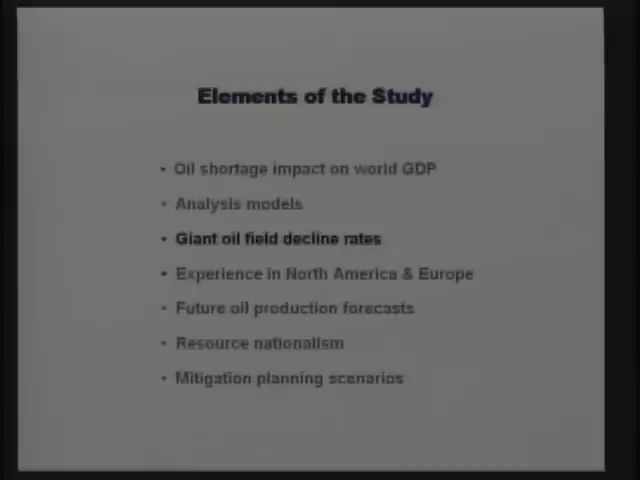 Elements of the Study
• Oil shortage impact on world GDP
• Analysis models
• Giant oil field decline rates
• Experience in North America & Europe
• Future oil production forecasts
• Resource nationalism
• Mitigation planning scenarios